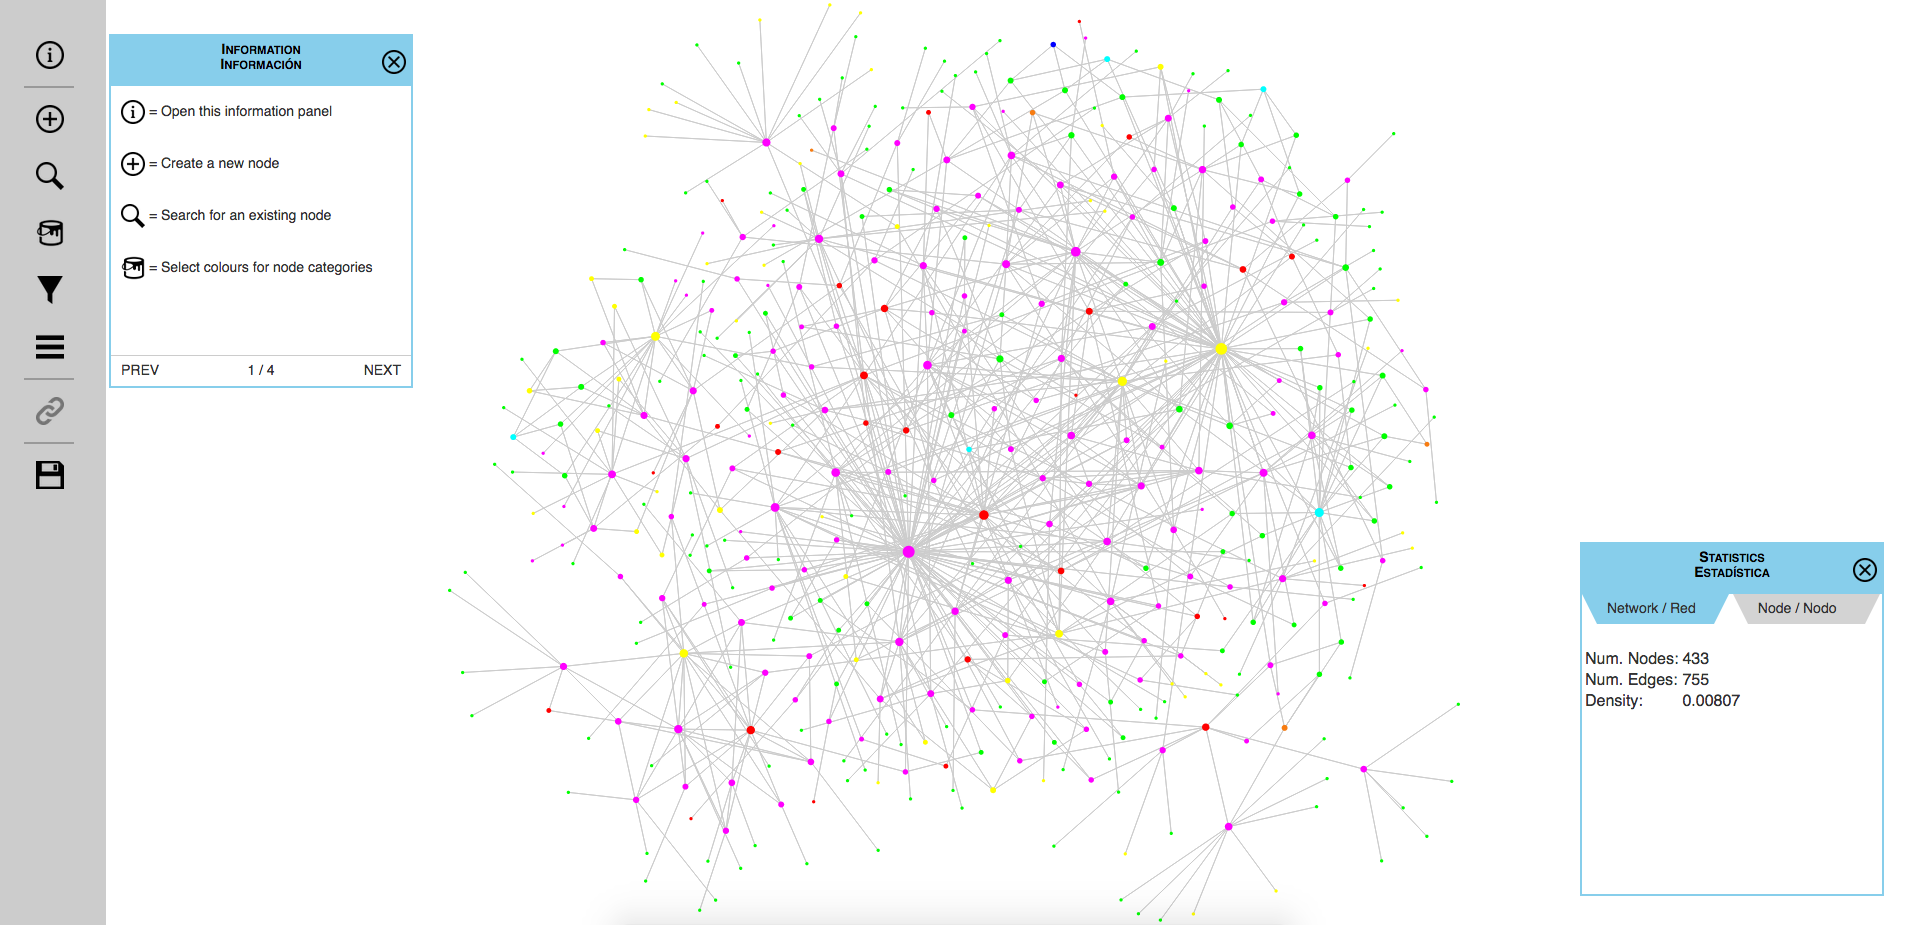 INFORMATION
INFORMACIÓN
= Open this information panel
= Create a new node
= Search for an existing node
= Select colours for node categories
PREV 1 / 4 NEXT
STATISTICS
ESTADÍSTICA
Network / Red Node / Nodo
Num. Nodes: 433
Num. Edges: 755
Density: 0.00807